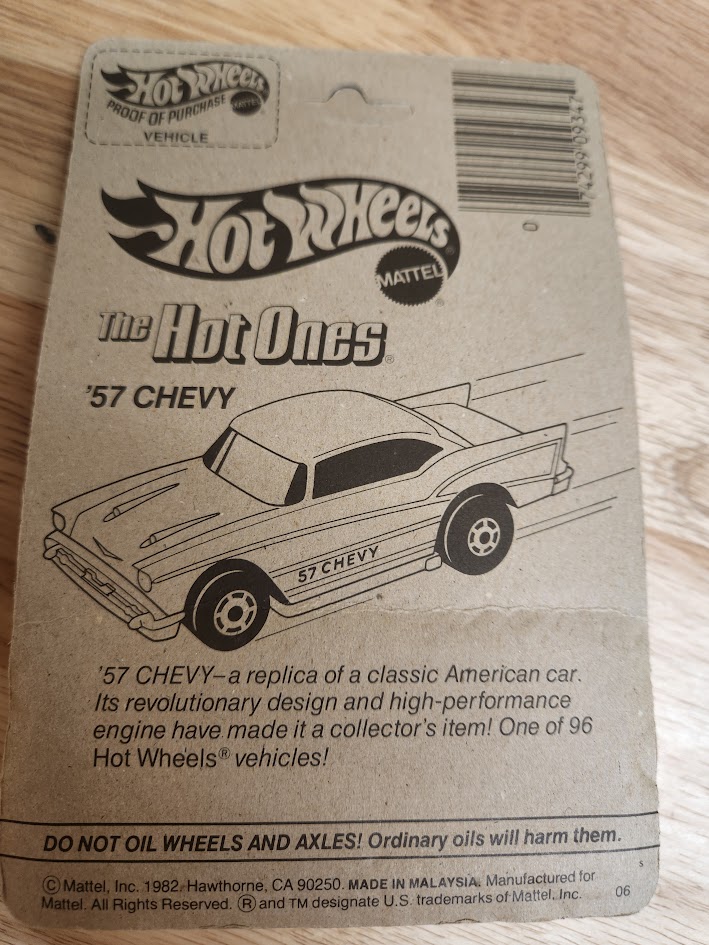 Hot Wheels
PROOF OF PURCHASE
MATTEL
VEHICLE
74299 09347
0
Hot Wheels®
MATTEL®
The Hot Ones®
'57 CHEVY
57 CHEVY
'57 CHEVY–a replica of a classic American car.
Its revolutionary design and high-performance
engine have made it a collector's item! One of 96
Hot Wheels® vehicles!
DO NOT OIL WHEELS AND AXLES! Ordinary oils will harm them.
S
© Mattel, Inc. 1982. Hawthorne, CA 90250. MADE IN MALAYSIA. Manufactured for
Mattel. All Rights Reserved. ® and TM designate U.S. trademarks of Mattel, Inc.
06